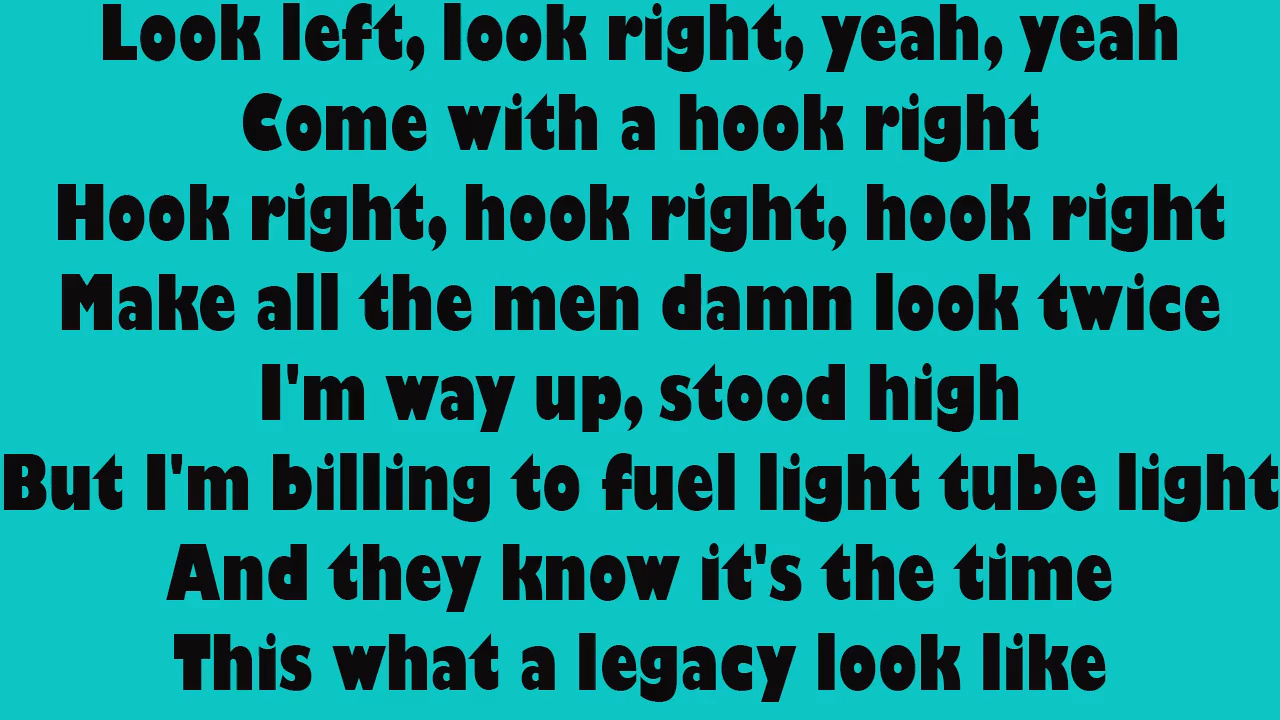 Look left, look right, yeah, yeah
Come with a hook right
Hook right, hook right, hook right
Make all the men damn look twice
I'm way up, stood high
But I'm billing to fuel light tube light
And they know it's the time
This what a legacy look like